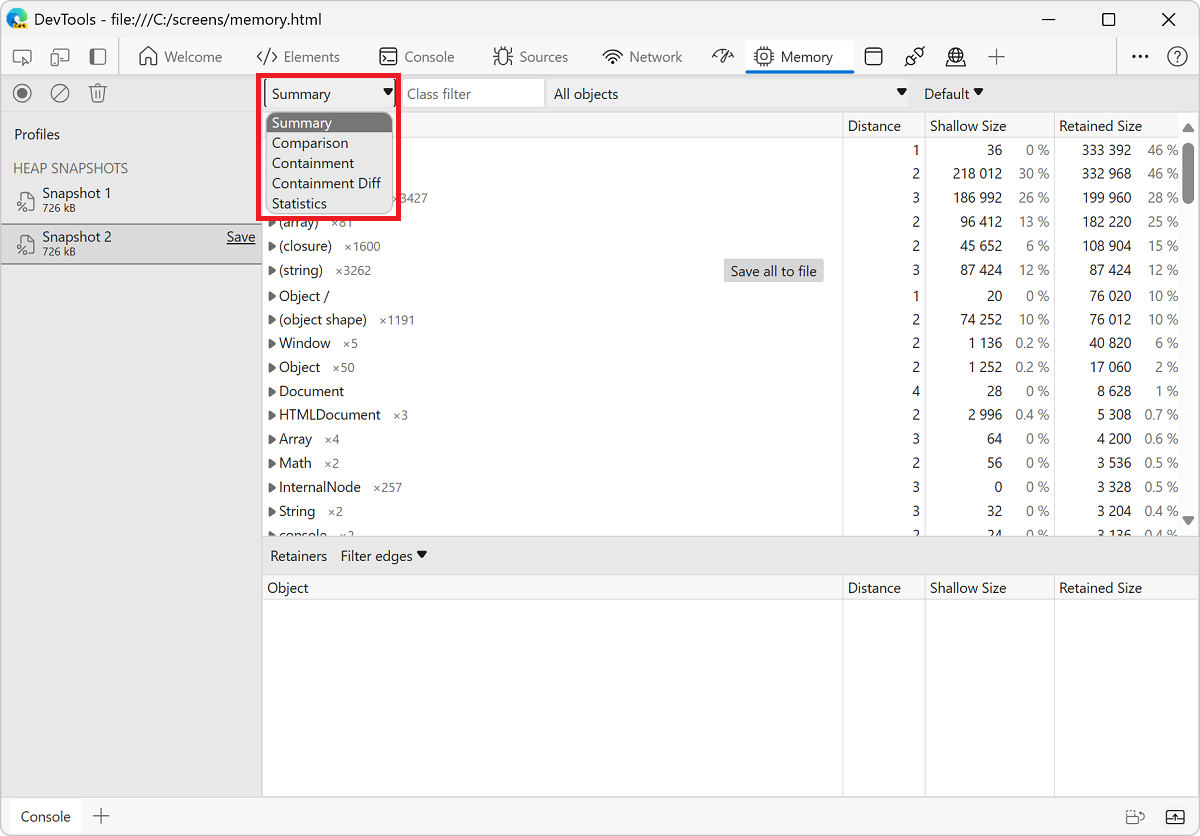 DevTools - file:///C:/screens/memory.html
Welcome Elements Console Sources Network Memory
Summary Class filter All objects Default
Summary
Comparison
Containment
Containment Diff
Statistics
Profiles
HEAP SNAPSHOTS
Snapshot 1
726 kB
Snapshot 2 Save
726 kB
Distance Shallow Size Retained Size
1 36 0 % 333 392 46 %
2 218 012 30 % 332 968 46 %
×3427 3 186 992 26 % 199 960 28 %
(array) ×81 2 96 412 13 % 182 220 25 %
(closure) ×1600 2 45 652 6 % 108 904 15 %
(string) ×3262 Save all to file 3 87 424 12 % 87 424 12 %
Object / 1 20 0 % 76 020 10 %
(object shape) ×1191 2 74 252 10 % 76 012 10 %
Window ×5 2 1 136 0.2 % 40 820 6 %
Object ×50 2 1 252 0.2 % 17 060 2 %
Document 4 28 0 % 8 628 1 %
HTMLDocument ×3 2 2 996 0.4 % 5 308 0.7 %
Array ×4 3 64 0 % 4 200 0.6 %
Math ×2 2 56 0 % 3 536 0.5 %
InternalNode ×257 3 0 0 % 3 328 0.5 %
String ×2 3 32 0 % 3 204 0.4 %
console ×2 2 24 0 % 3 136 0.4 %
Retainers Filter edges
Object Distance Shallow Size Retained Size
Console